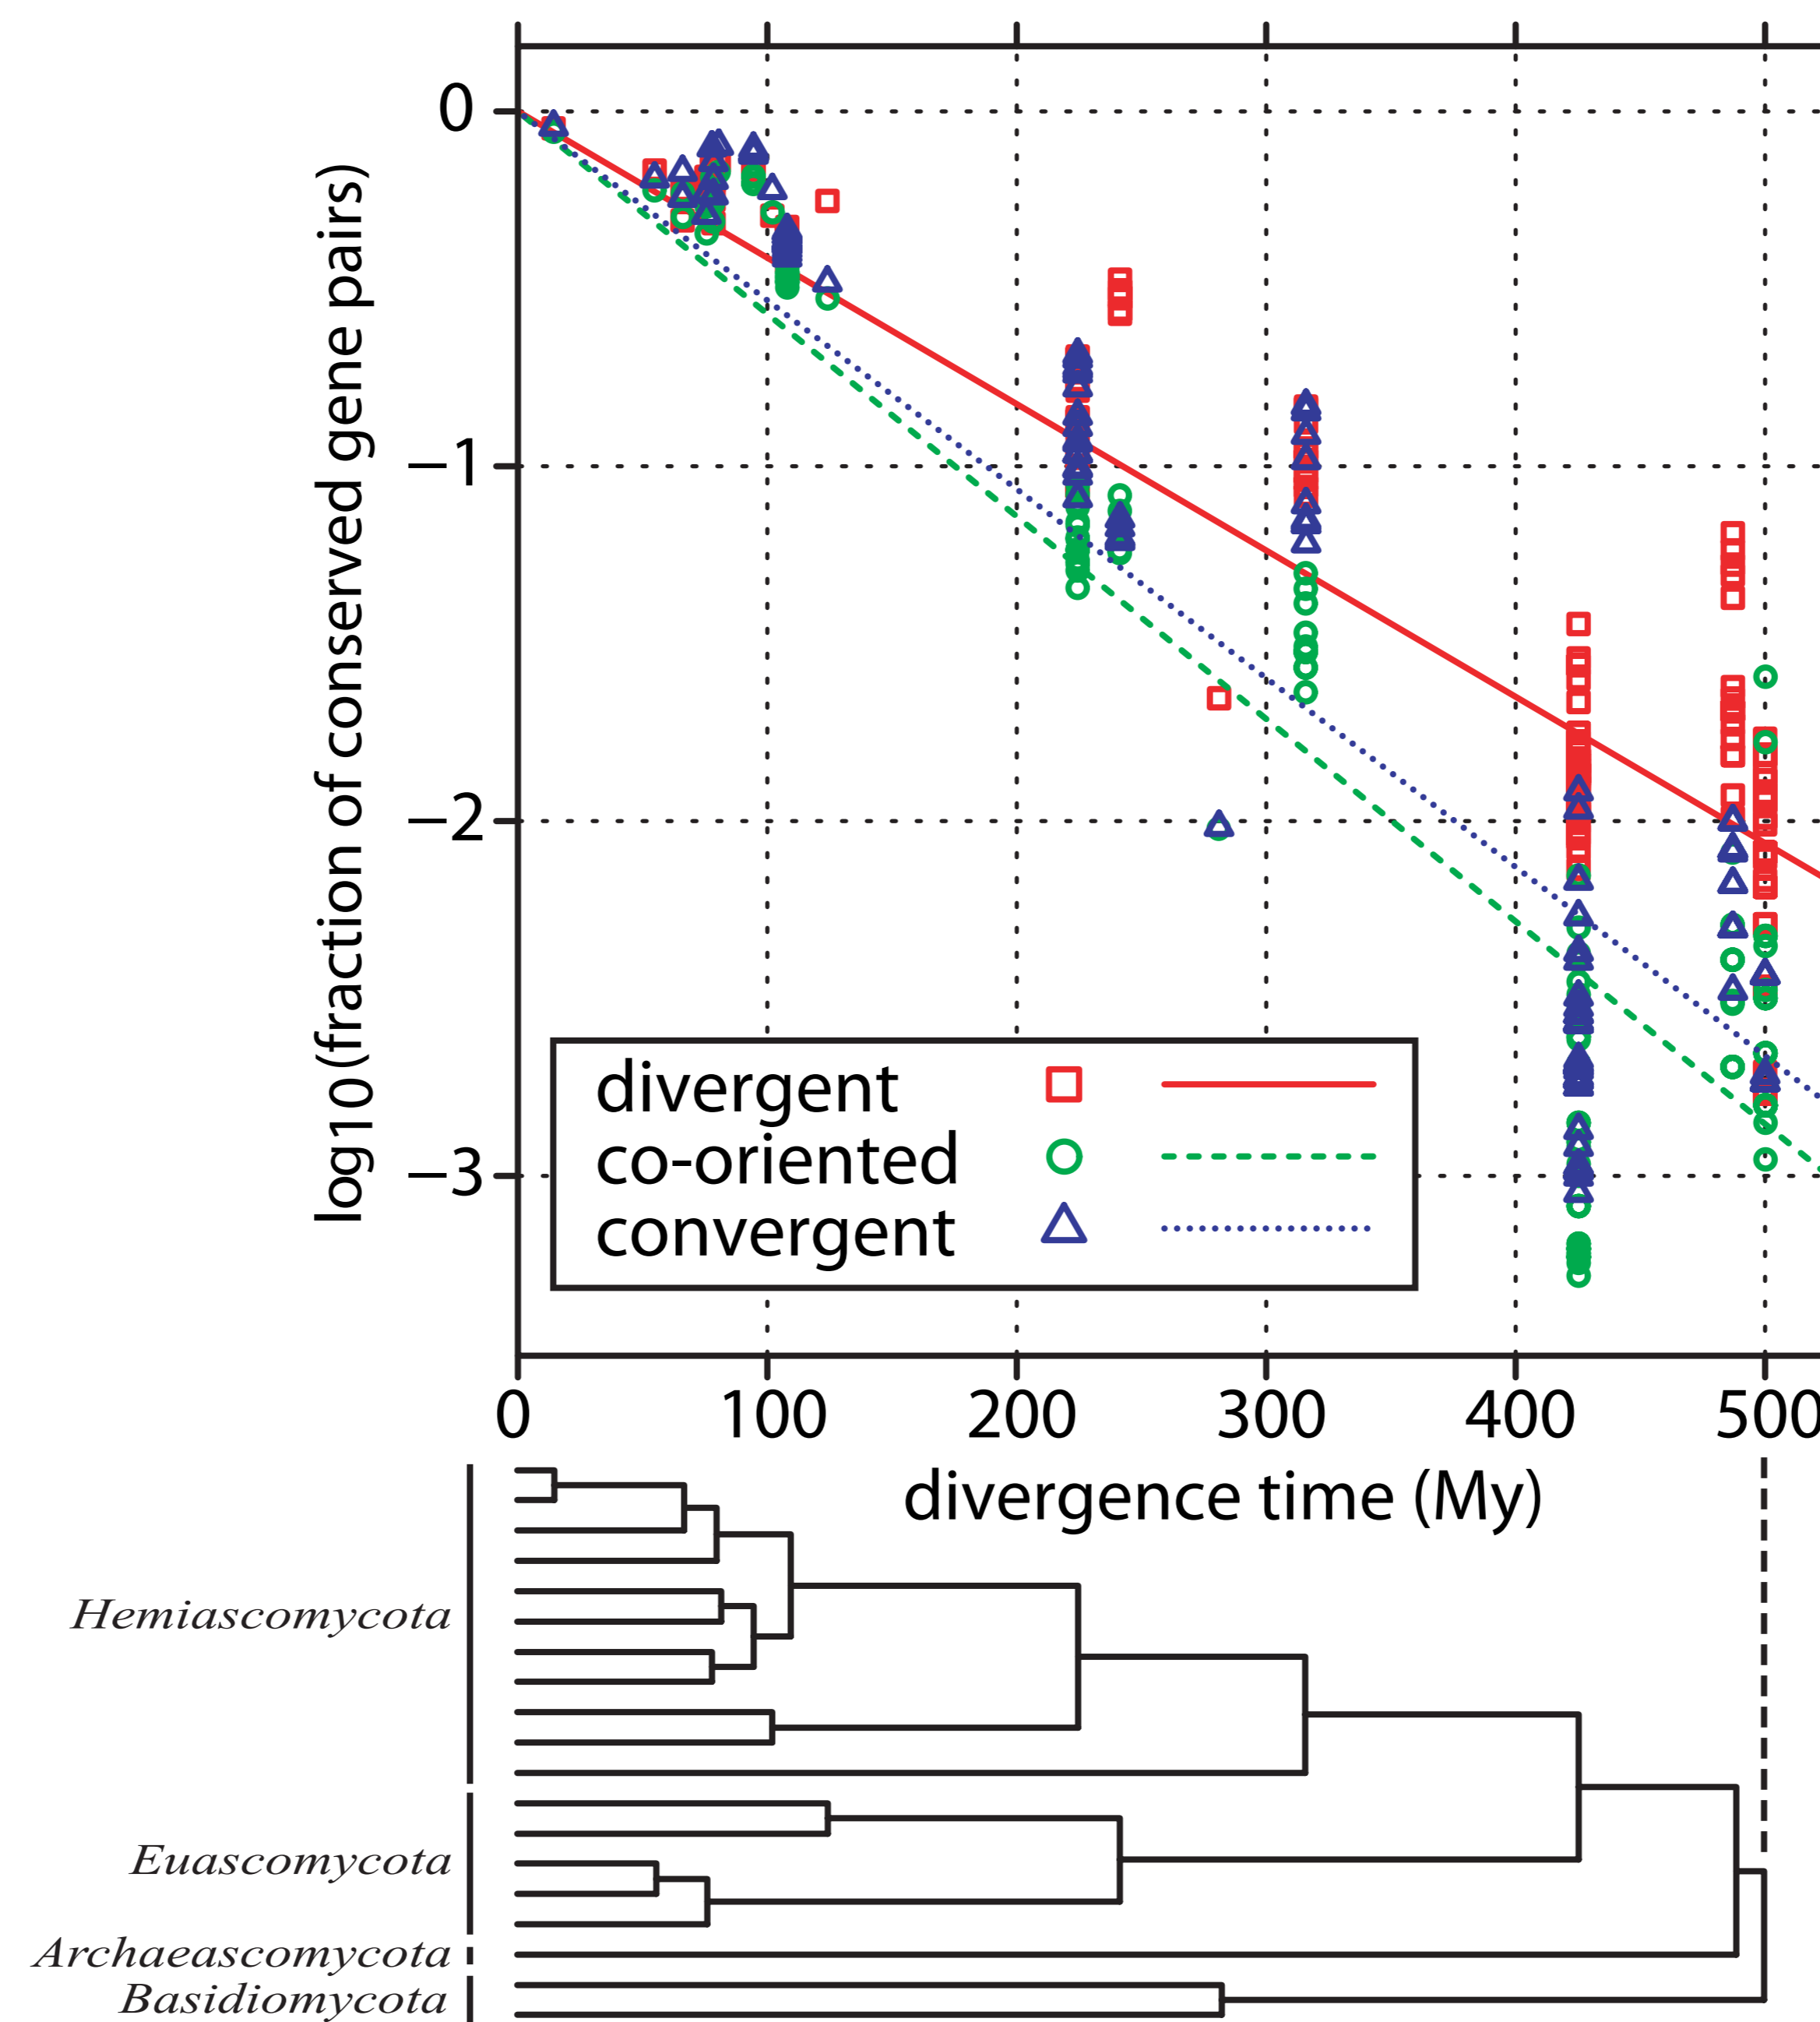 0
−1
−2
−3
log10(fraction of conserved gene pairs)
divergent
co-oriented
convergent
0 100 200 300 400 500
divergence time (My)
Hemiascomycota
Euascomycota
Archaeascomycota
Basidiomycota